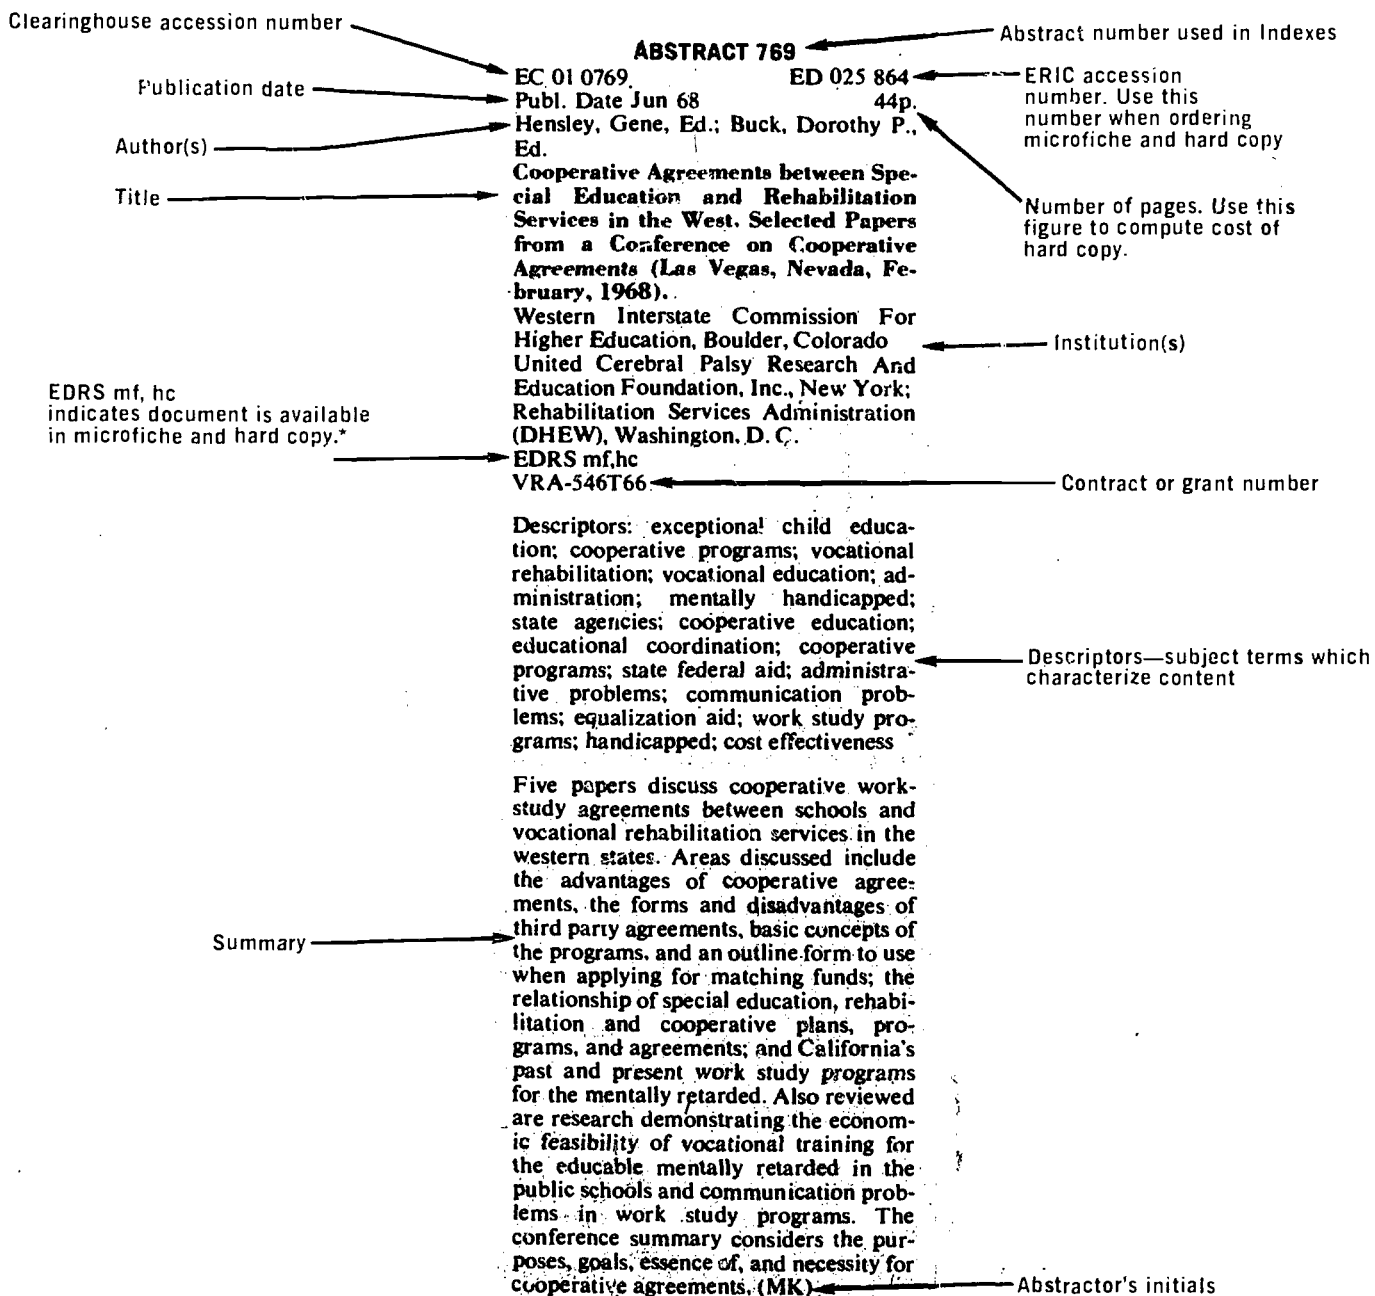 Clearinghouse accession number
ABSTRACT 769
Abstract number used in Indexes
EC 01 0769
ED 025 864
ERIC accession
number. Use this
number when ordering
microfiche and hard copy
Publication date
Publ. Date Jun 68
44p.
Author(s)
Hensley, Gene, Ed.; Buck, Dorothy P.,
Ed.
Title
Cooperative Agreements between Spe-
cial Education and Rehabilitation
Services in the West. Selected Papers
from a Conference on Cooperative
Agreements (Las Vegas, Nevada, Fe-
bruary, 1968).
Number of pages. Use this
figure to compute cost of
hard copy.
Western Interstate Commission For
Higher Education, Boulder, Colorado
United Cerebral Palsy Research And
Education Foundation, Inc., New York;
Rehabilitation Services Administration
(DHEW), Washington, D. C.
Institution(s)
EDRS mf, hc
indicates document is available
in microfiche and hard copy.*
EDRS mf,hc
VRA-546T66
Contract or grant number
Descriptors: exceptional child educa-
tion; cooperative programs; vocational
rehabilitation; vocational education; ad-
ministration; mentally handicapped;
state agencies; cooperative education;
educational coordination; cooperative
programs; state federal aid; administra-
tive problems; communication prob-
lems; equalization aid; work study pro-
grams; handicapped; cost effectiveness
Descriptors—subject terms which
characterize content
Five papers discuss cooperative work-
study agreements between schools and
vocational rehabilitation services in the
western states. Areas discussed include
the advantages of cooperative agree-
ments, the forms and disadvantages of
third party agreements, basic concepts of
the programs, and an outline form to use
when applying for matching funds; the
relationship of special education, rehabi-
litation and cooperative plans, pro-
grams, and agreements; and California's
past and present work study programs
for the mentally retarded. Also reviewed
are research demonstrating the econom-
ic feasibility of vocational training for
the educable mentally retarded in the
public schools and communication prob-
lems in work study programs. The
conference summary considers the pur-
poses, goals, essence of, and necessity for
cooperative agreements. (MK)
Summary
Abstractor's initials